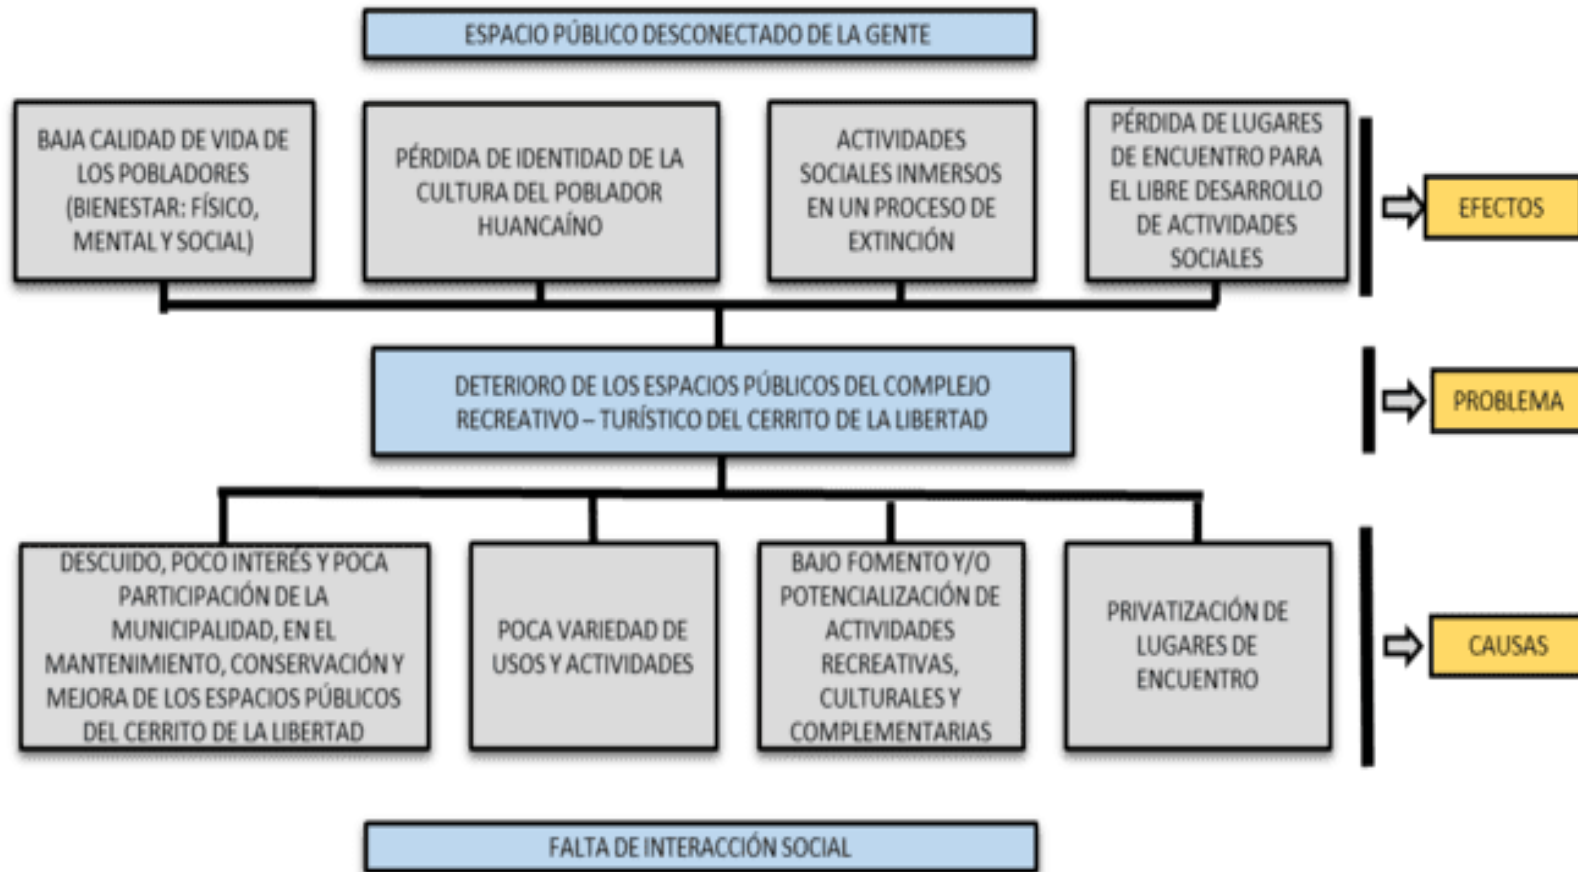 ESPACIO PÚBLICO DESCONECTADO DE LA GENTE
BAJA CALIDAD DE VIDA DE
LOS POBLADORES
(BIENESTAR: FÍSICO,
MENTAL Y SOCIAL)
PÉRDIDA DE IDENTIDAD DE LA
CULTURA DEL POBLADOR
HUANCAÍNO
ACTIVIDADES
SOCIALES INMERSOS
EN UN PROCESO DE
EXTINCIÓN
PÉRDIDA DE LUGARES
DE ENCUENTRO PARA
EL LIBRE DESARROLLO
DE ACTIVIDADES
SOCIALES
EFECTOS
DETERIORO DE LOS ESPACIOS PÚBLICOS DEL COMPLEJO
RECREATIVO – TURÍSTICO DEL CERRITO DE LA LIBERTAD
PROBLEMA
DESCUIDO, POCO INTERÉS Y POCA
PARTICIPACIÓN DE LA
MUNICIPALIDAD, EN EL
MANTENIMIENTO, CONSERVACIÓN Y
MEJORA DE LOS ESPACIOS PÚBLICOS
DEL CERRITO DE LA LIBERTAD
POCA VARIEDAD DE
USOS Y ACTIVIDADES
BAJO FOMENTO Y/O
POTENCIALIZACIÓN DE
ACTIVIDADES
RECREATIVAS,
CULTURALES Y
COMPLEMENTARIAS
PRIVATIZACIÓN DE
LUGARES DE
ENCUENTRO
CAUSAS
FALTA DE INTERACCIÓN SOCIAL